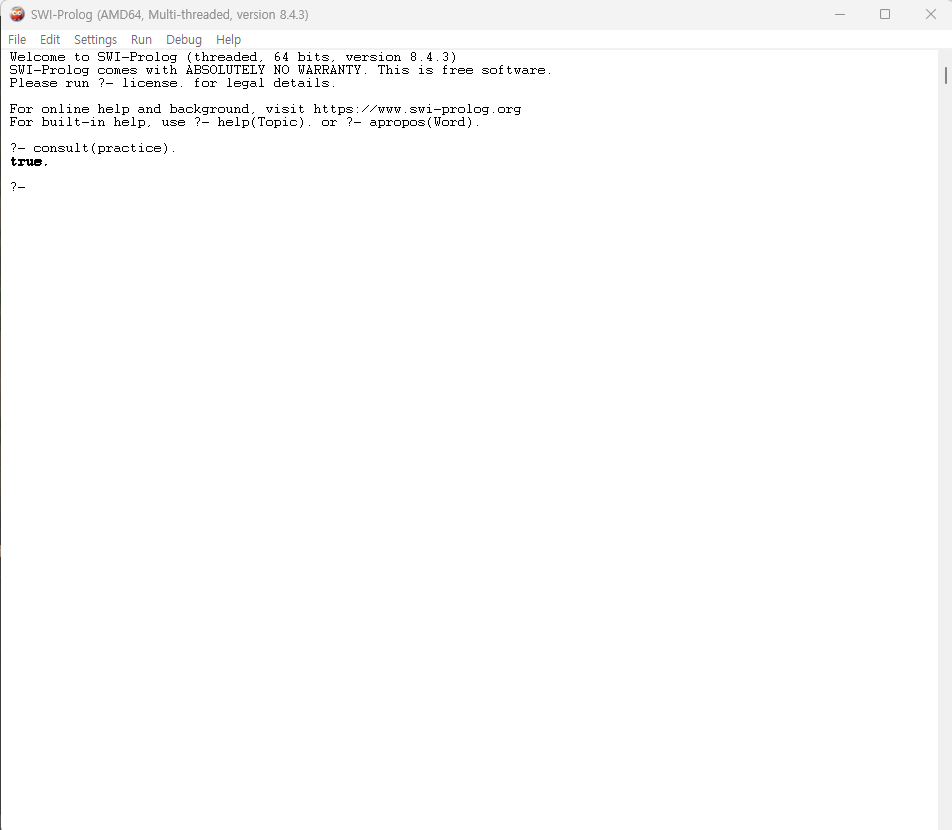 SWI-Prolog (AMD64, Multi-threaded, version 8.4.3)
File Edit Settings Run Debug Help
Welcome to SWI-Prolog (threaded, 64 bits, version 8.4.3)
SWI-Prolog comes with ABSOLUTELY NO WARRANTY. This is free software.
Please run ?- license. for legal details.
For online help and background, visit https://www.swi-prolog.org
For built-in help, use ?- help(Topic). or ?- apropos(Word).
?- consult(practice).
true.
?-